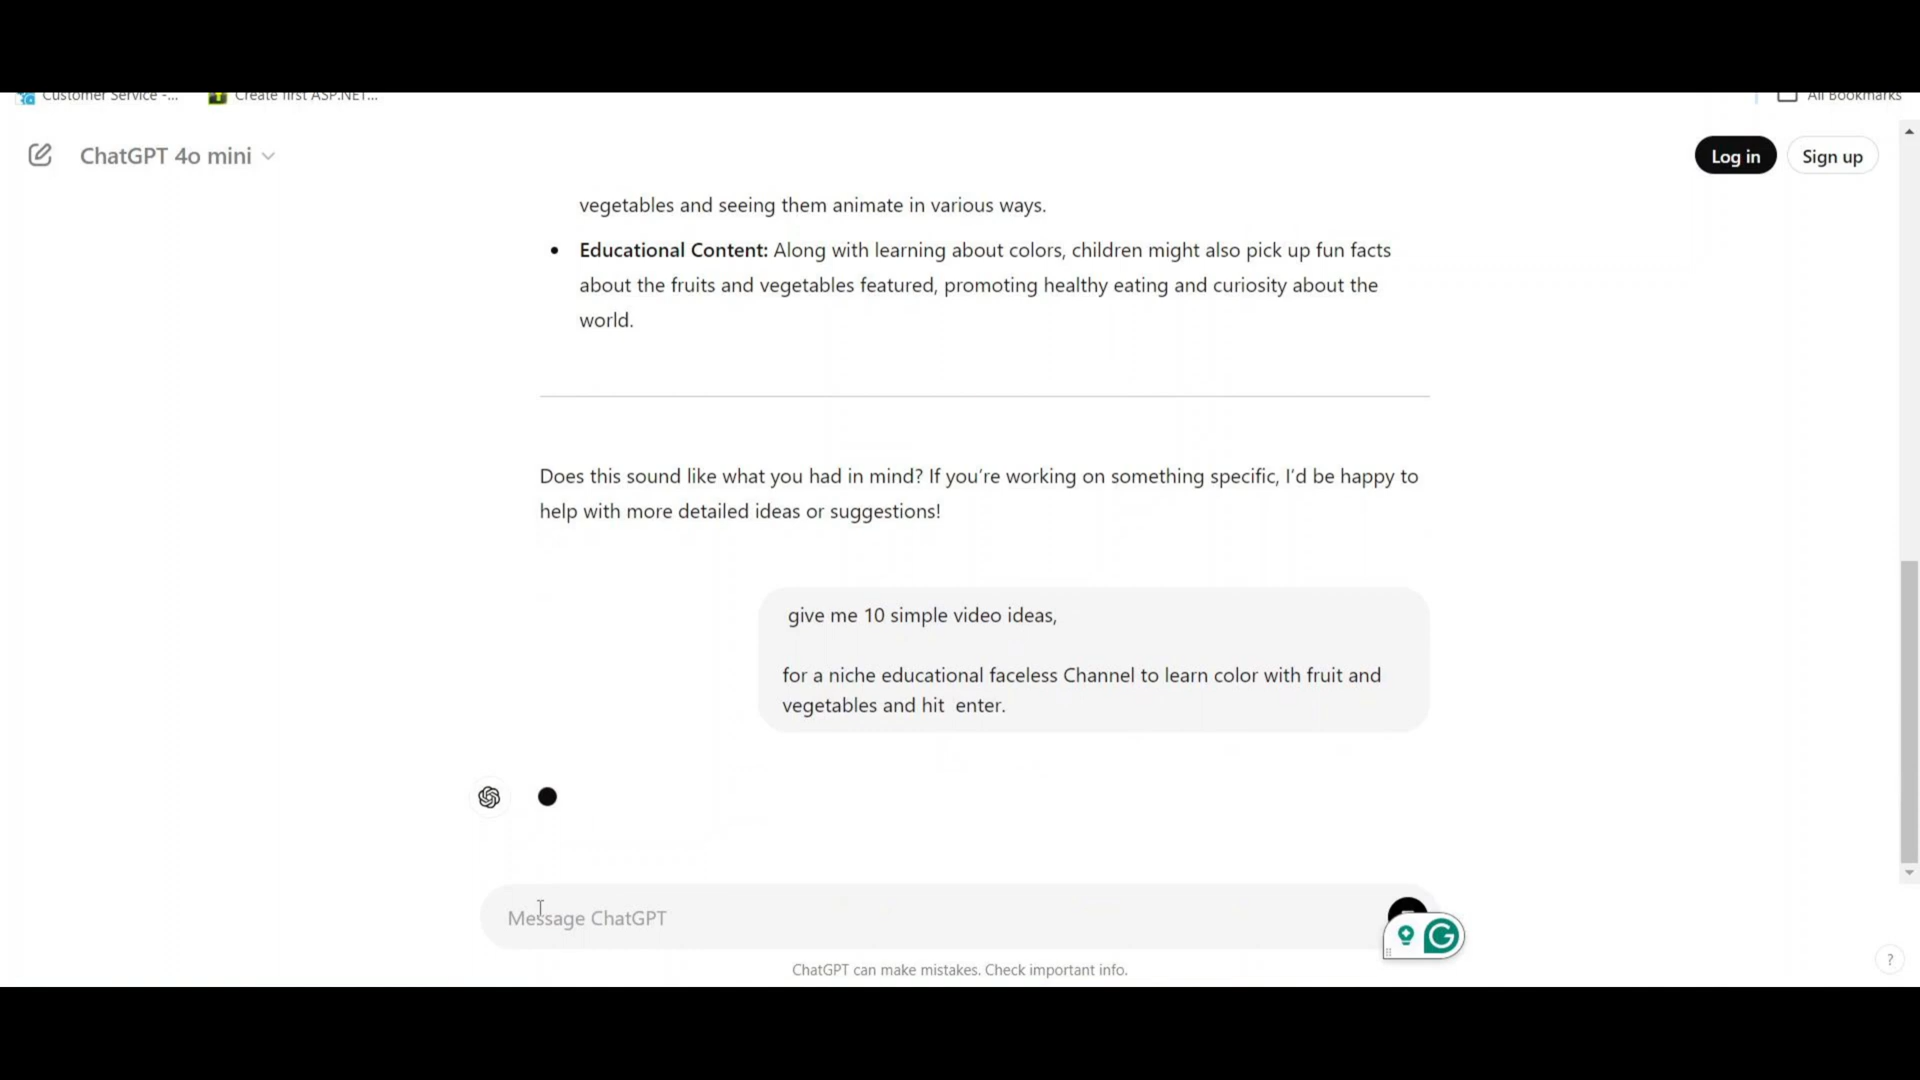 Customer Service -...
Create first ASP.NET...
All Bookmarks
ChatGPT 4o mini
Log in
Sign up
vegetables and seeing them animate in various ways.
• Educational Content: Along with learning about colors, children might also pick up fun facts
about the fruits and vegetables featured, promoting healthy eating and curiosity about the
world.
Does this sound like what you had in mind? If you’re working on something specific, I’d be happy to
help with more detailed ideas or suggestions!
give me 10 simple video ideas,
for a niche educational faceless Channel to learn color with fruit and
vegetables and hit  enter.
Message ChatGPT
G
ChatGPT can make mistakes. Check important info.
?